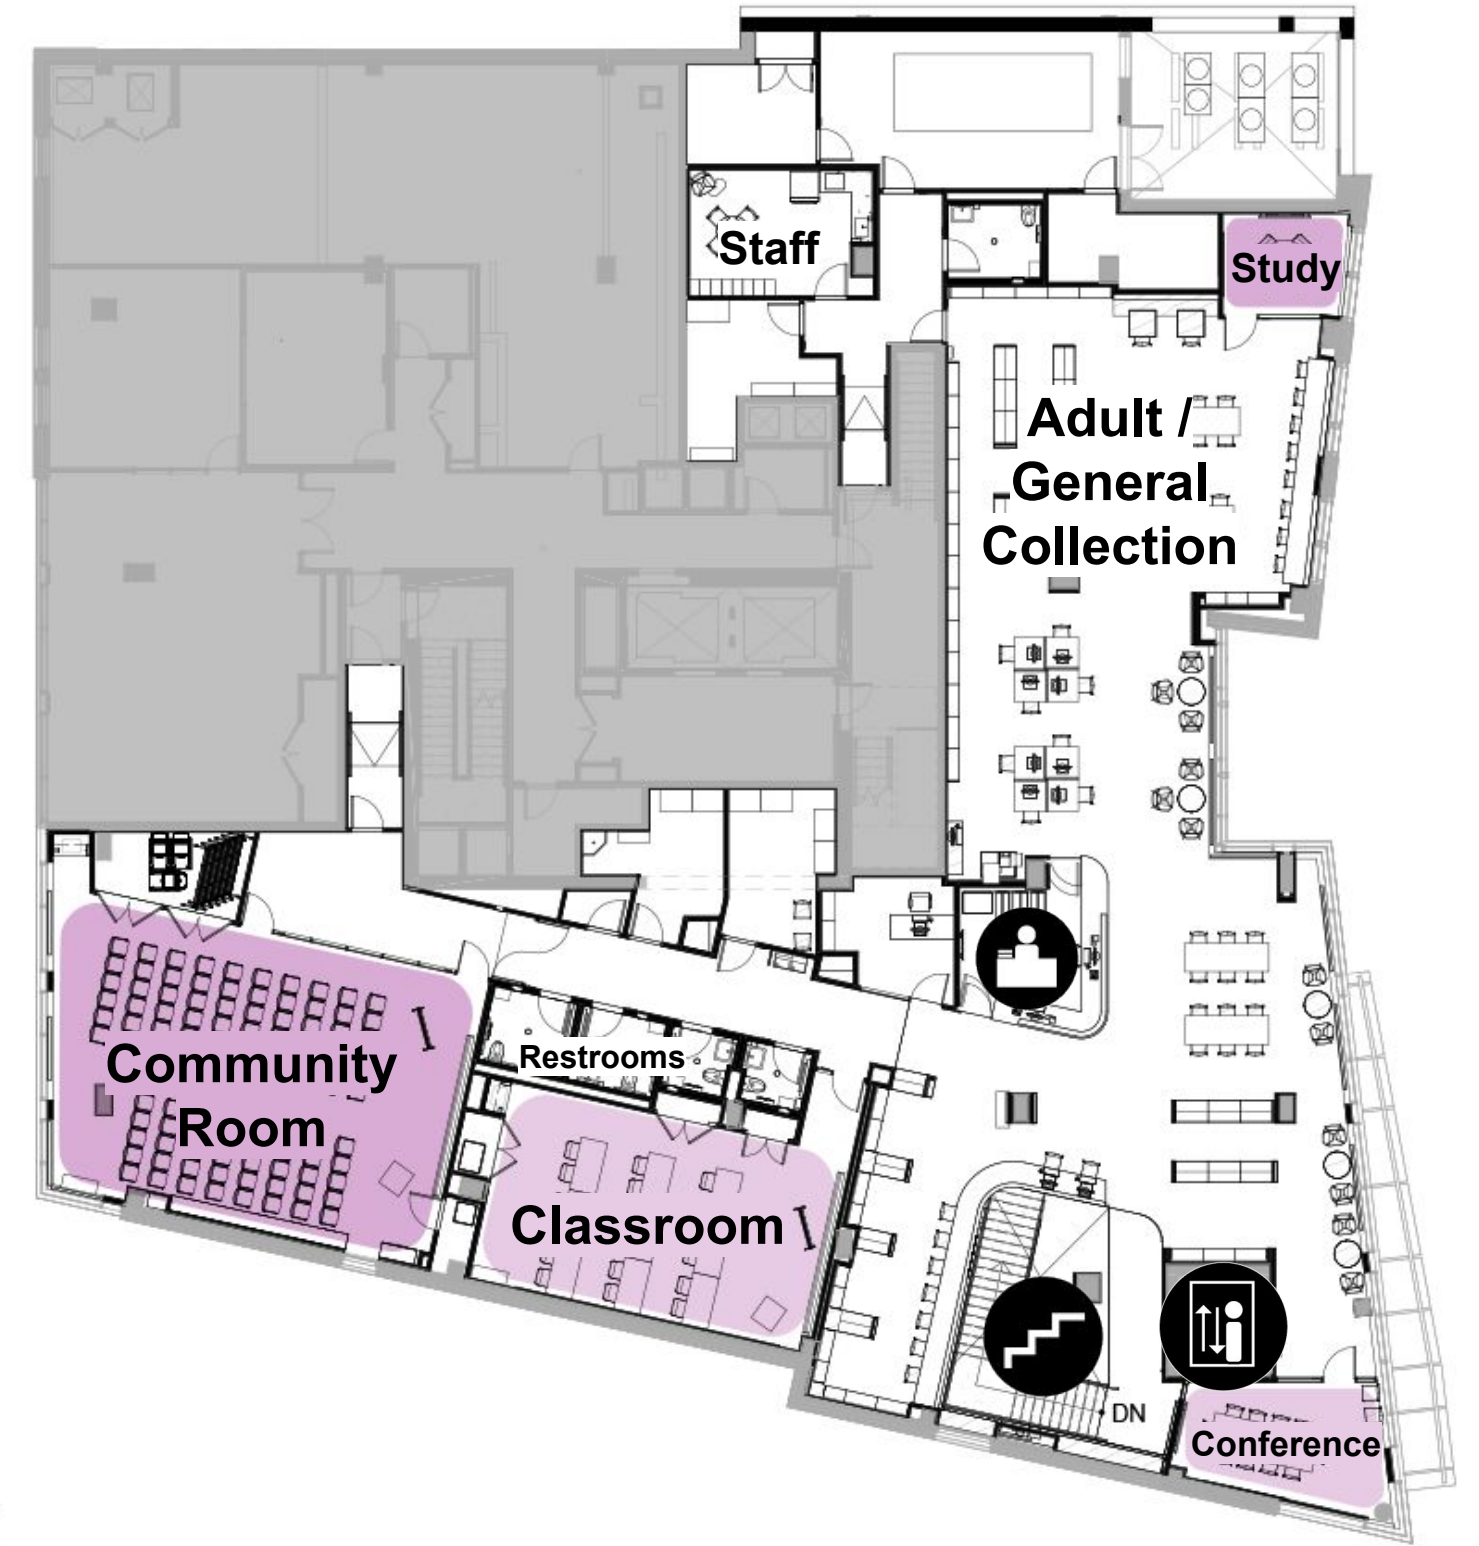 Staff
Study
Adult /
General
Collection
Community
Room
Restrooms
Classroom
DN
Conference